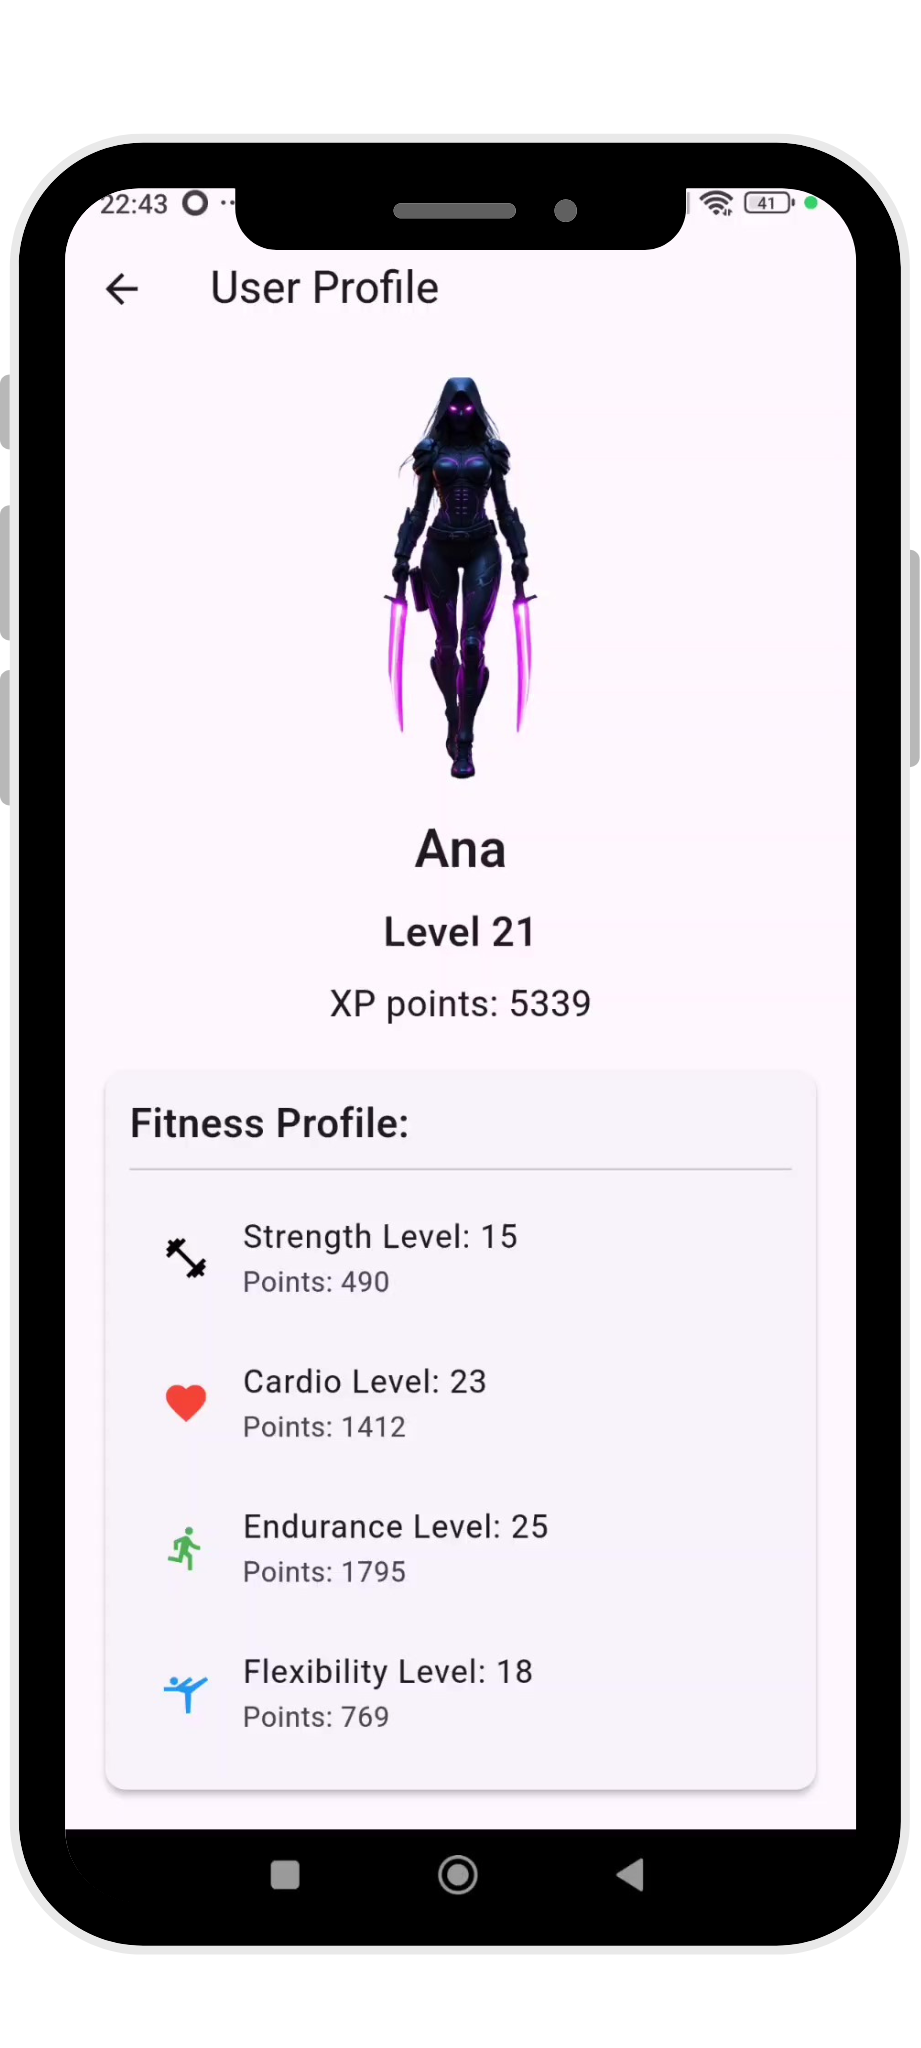 22:43
41
User Profile
Ana
Level 21
XP points: 5339
Fitness Profile:
Strength Level: 15
Points: 490
Cardio Level: 23
Points: 1412
Endurance Level: 25
Points: 1795
Flexibility Level: 18
Points: 769